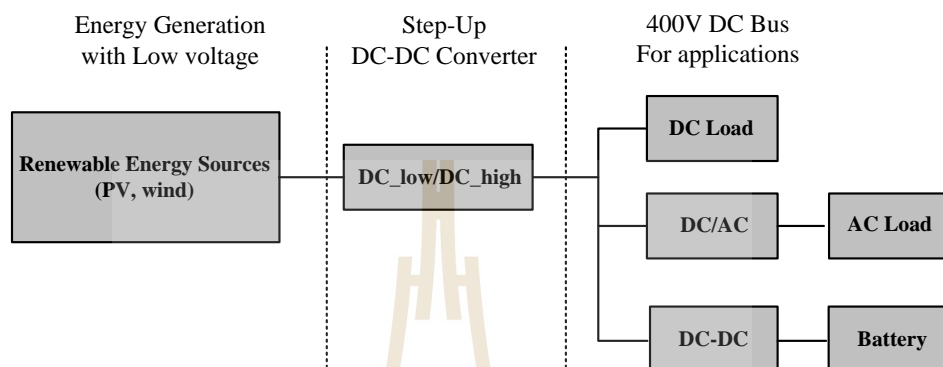 Energy Generation
with Low voltage
Step-Up
DC-DC Converter
400V DC Bus
For applications
Renewable Energy Sources
(PV, wind)
DC_low/DC_high
DC Load
DC/AC
AC Load
DC-DC
Battery